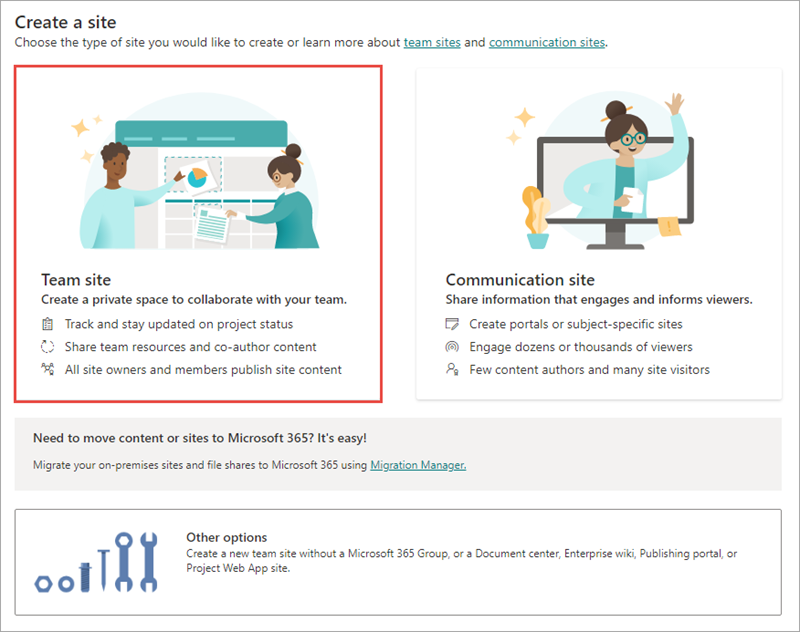 Create a site
Choose the type of site you would like to create or learn more about team sites and communication sites.
Team site
Create a private space to collaborate with your team.
Track and stay updated on project status
Share team resources and co-author content
All site owners and members publish site content
Communication site
Share information that engages and informs viewers.
Create portals or subject-specific sites
Engage dozens or thousands of viewers
Few content authors and many site visitors
Need to move content or sites to Microsoft 365? It's easy!
Migrate your on-premises sites and file shares to Microsoft 365 using Migration Manager.
Other options
Create a new team site without a Microsoft 365 Group, or a Document center, Enterprise wiki, Publishing portal, or
Project Web App site.